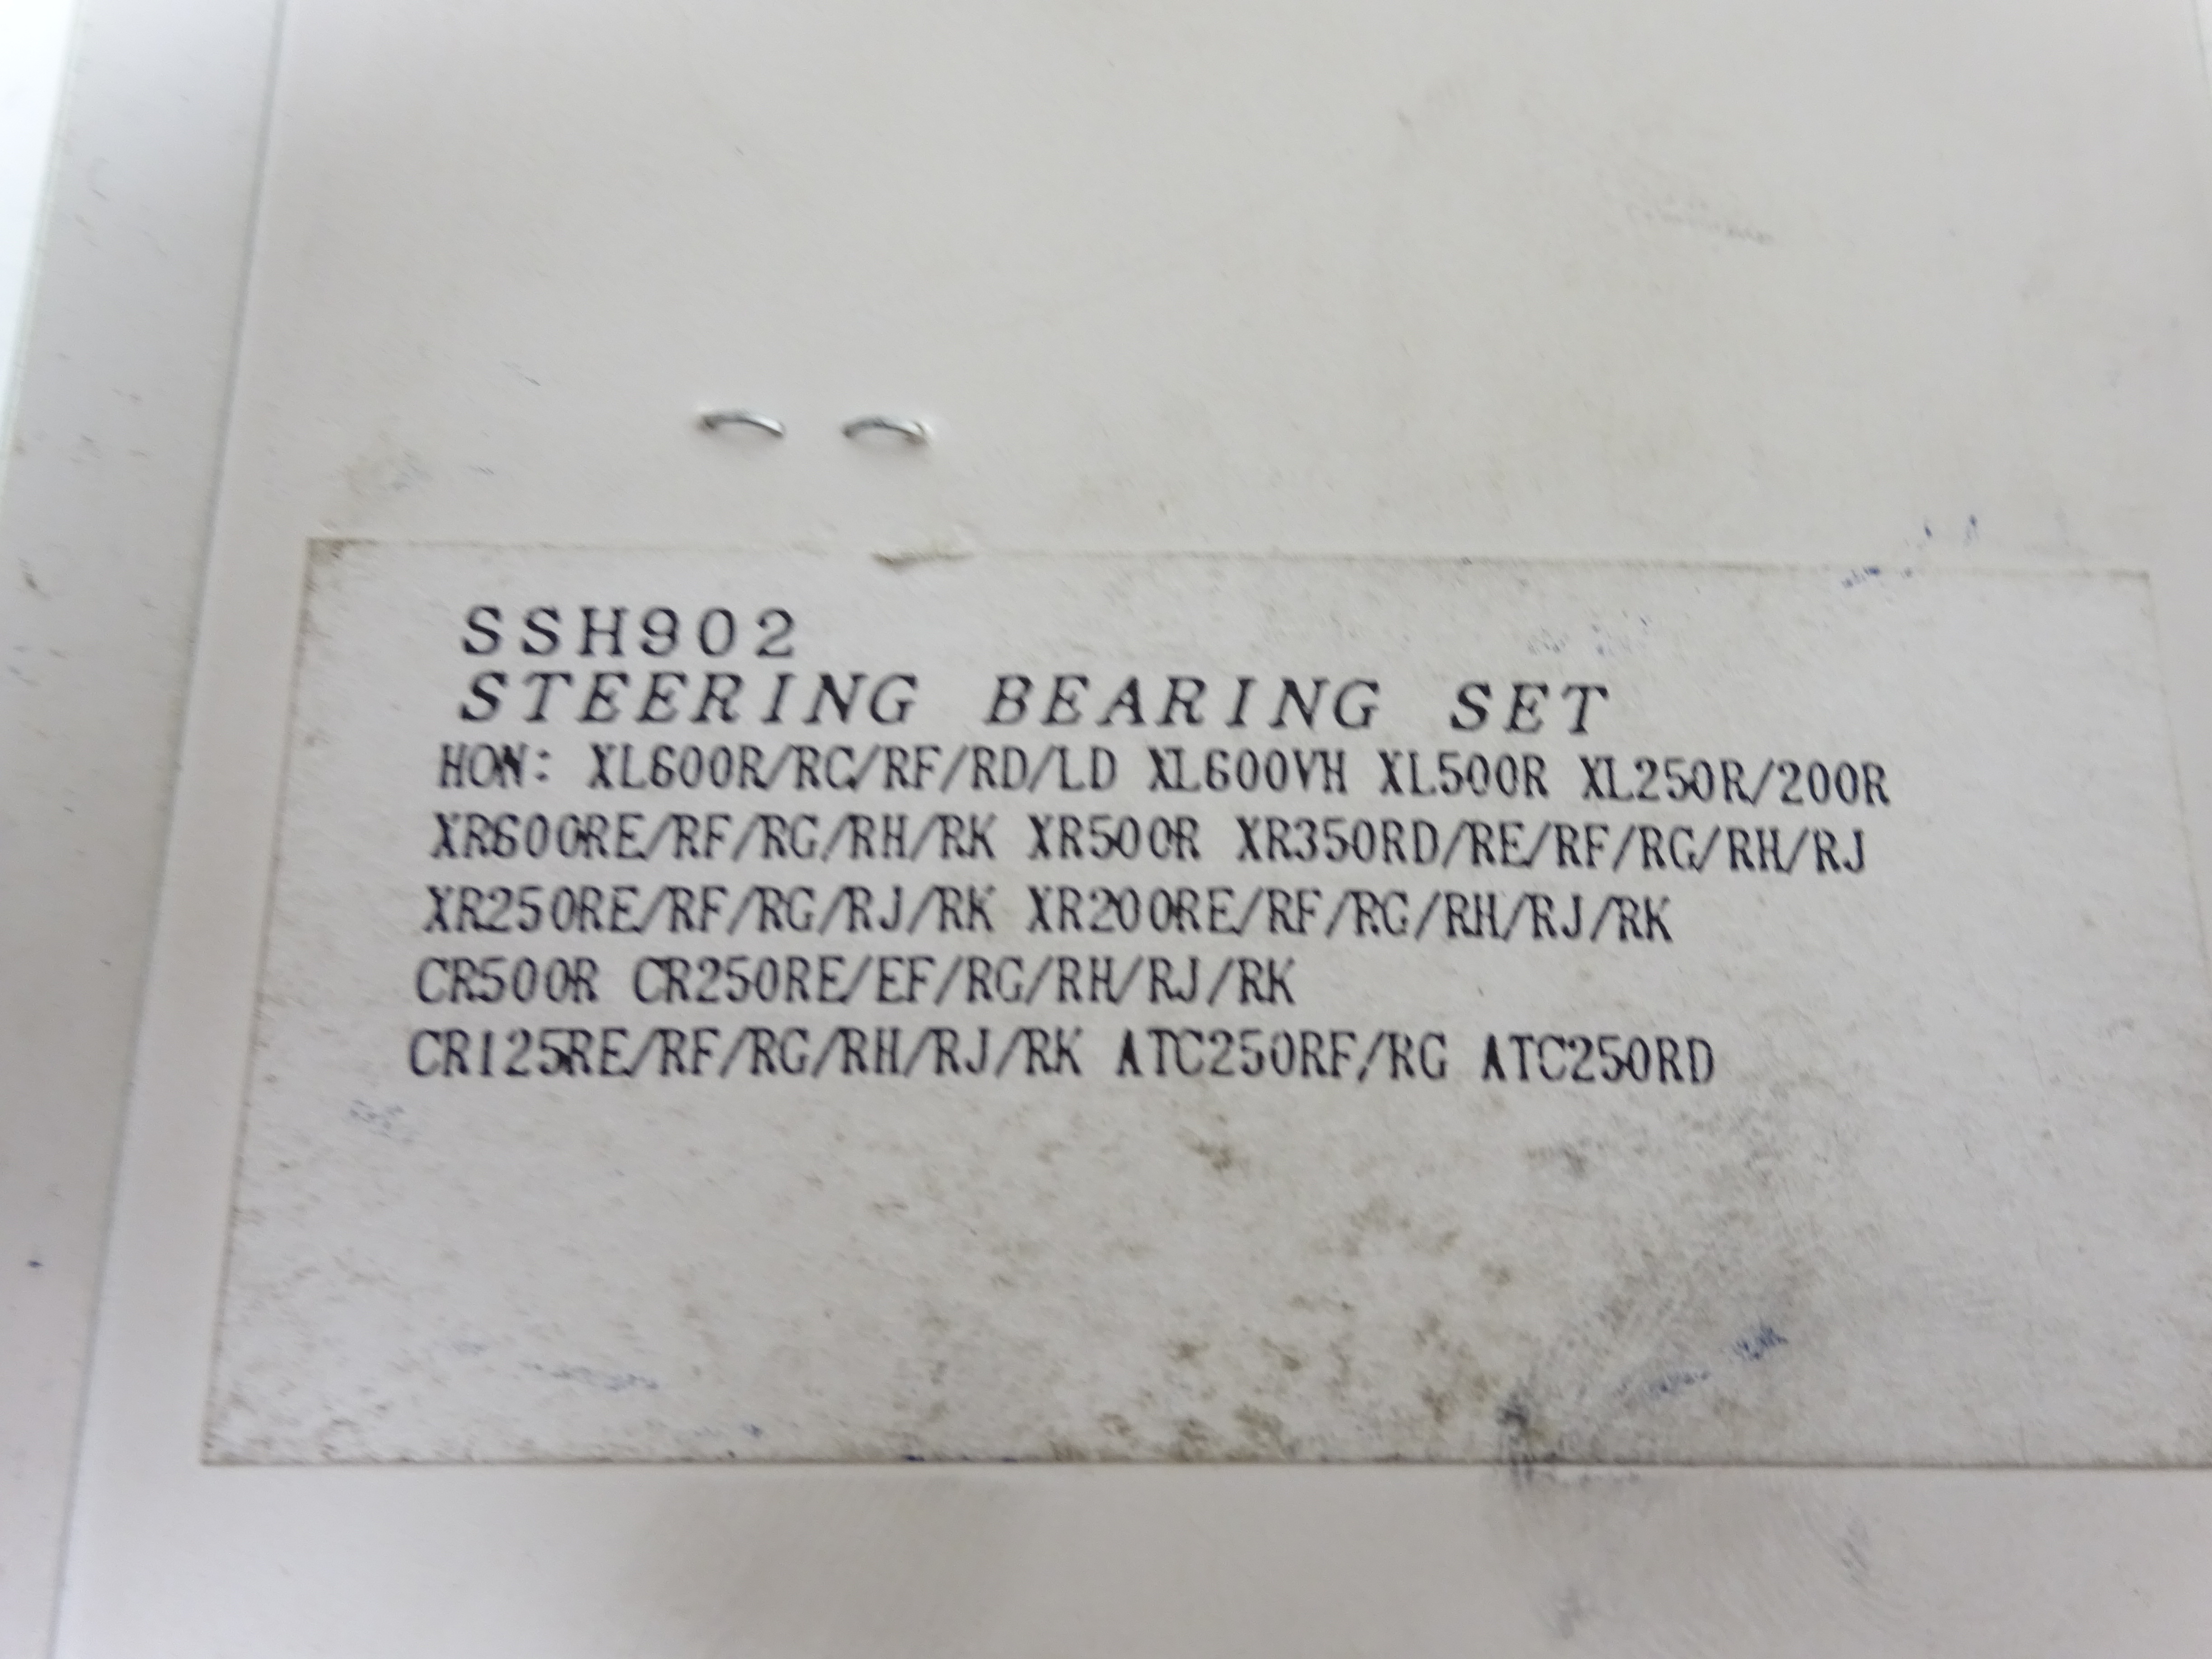 SSH902
STEERING BEARING SET
HON: XL600R/RC/RF/RD/LD XL600VH XL500R XL250R/200R
XR600RE/RF/RG/RH/RK XR500R XR350RD/RE/RF/RG/RH/RJ
XR250RE/RF/RG/RJ/RK XR200RE/RF/RG/RH/RJ/RK
CR500R CR250RE/EF/RG/RH/RJ/RK
CR125RE/RF/RG/RH/RJ/RK ATC250RF/RG ATC250RD